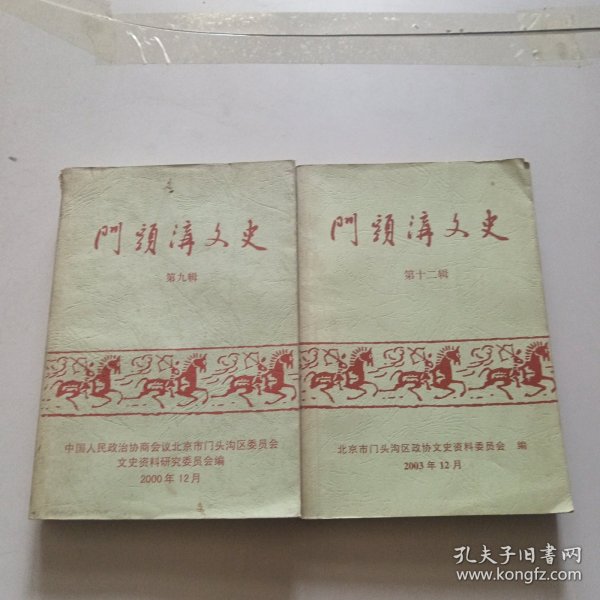 門頭溝文史
第九辑
中国人民政治协商会议北京市门头沟区委员会
文史资料研究委员会编
2000年12月
門頭溝文史
第十二辑
北京市门头沟区政协文史资料委员会 编
2003年12月
孔夫子旧书网
www.kongfz.com